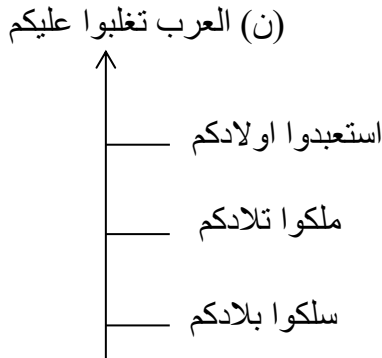 (ن) العرب تغلبوا عليكم
استعبدوا اولادكم
ملكوا تلادكم
سلكوا بلادكم